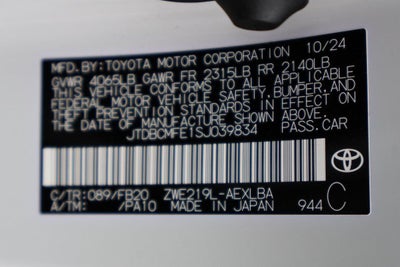 MFD. BY: TOYOTA MOTOR CORPORATION 10/24
GVWR 4065LB GAWR FR 2315LB RR 2140LB
THIS VEHICLE CONFORMS TO ALL APPLICABLE
FEDERAL MOTOR VEHICLE SAFETY, BUMPER, AND
THEFT PREVENTION STANDARDS IN EFFECT ON
THE DATE OF MANUFACTURE SHOWN ABOVE.
JTDBCMFE1SJ039834 PASS.CAR
C/TR: 089/FB20 ZWE219L-AEXLBA
A/TM: /PA10 MADE IN JAPAN 944 C